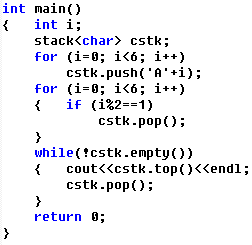 int main()
{    int i;
     stack<char> cstk;
     for (i=0; i<6; i++)
         cstk.push('A'+i);
     for (i=0; i<6; i++)
     {   if (i%2==1)
             cstk.pop();
     }
     while(!cstk.empty())
     {   cout<<cstk.top()<<endl;
         cstk.pop();
     }
     return 0;
}